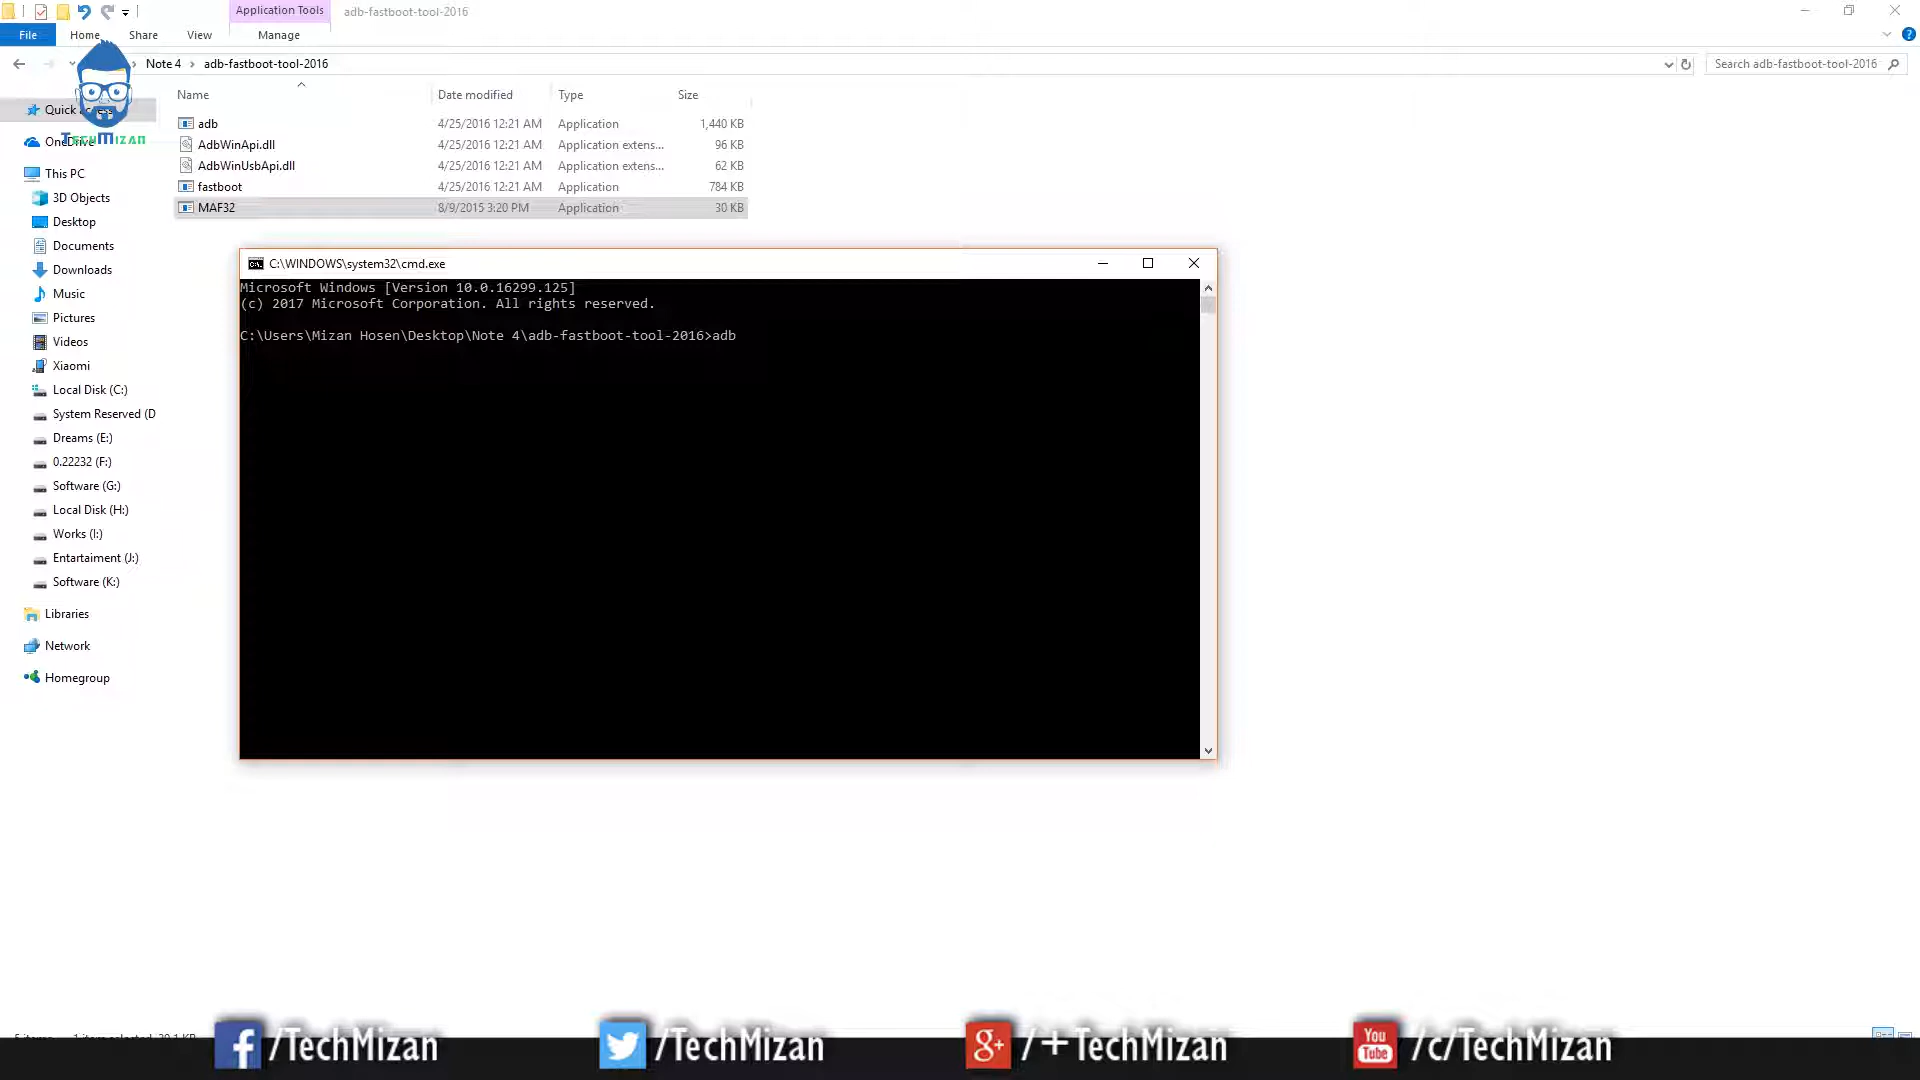 Application Tools
adb-fastboot-tool-2016
File
Home
Share
View
Manage
Note 4
adb-fastboot-tool-2016
Search adb-fastboot-tool-2016
Name
Date modified
Type
Size
adb
4/25/2016 12:21 AM
Application
1,440 KB
AdbWinApi.dll
4/25/2016 12:21 AM
Application extens...
96 KB
AdbWinUsbApi.dll
4/25/2016 12:21 AM
Application extens...
62 KB
fastboot
4/25/2016 12:21 AM
Application
784 KB
MAF32
8/9/2015 3:20 PM
Application
30 KB
Quick
TechMizan
This PC
3D Objects
Desktop
Documents
Downloads
Music
Pictures
Videos
Xiaomi
Local Disk (C:)
System Reserved (D
Dreams (E:)
0.22232 (F:)
Software (G:)
Local Disk (H:)
Works (I:)
Entartaiment (J:)
Software (K:)
Libraries
Network
Homegroup
C:\WINDOWS\system32\cmd.exe
Microsoft Windows [Version 10.0.16299.125]
(c) 2017 Microsoft Corporation. All rights reserved.
C:\Users\Mizan Hosen\Desktop\Note 4\adb-fastboot-tool-2016>adb
/TechMizan
/TechMizan
/+TechMizan
You Tube
/c/TechMizan